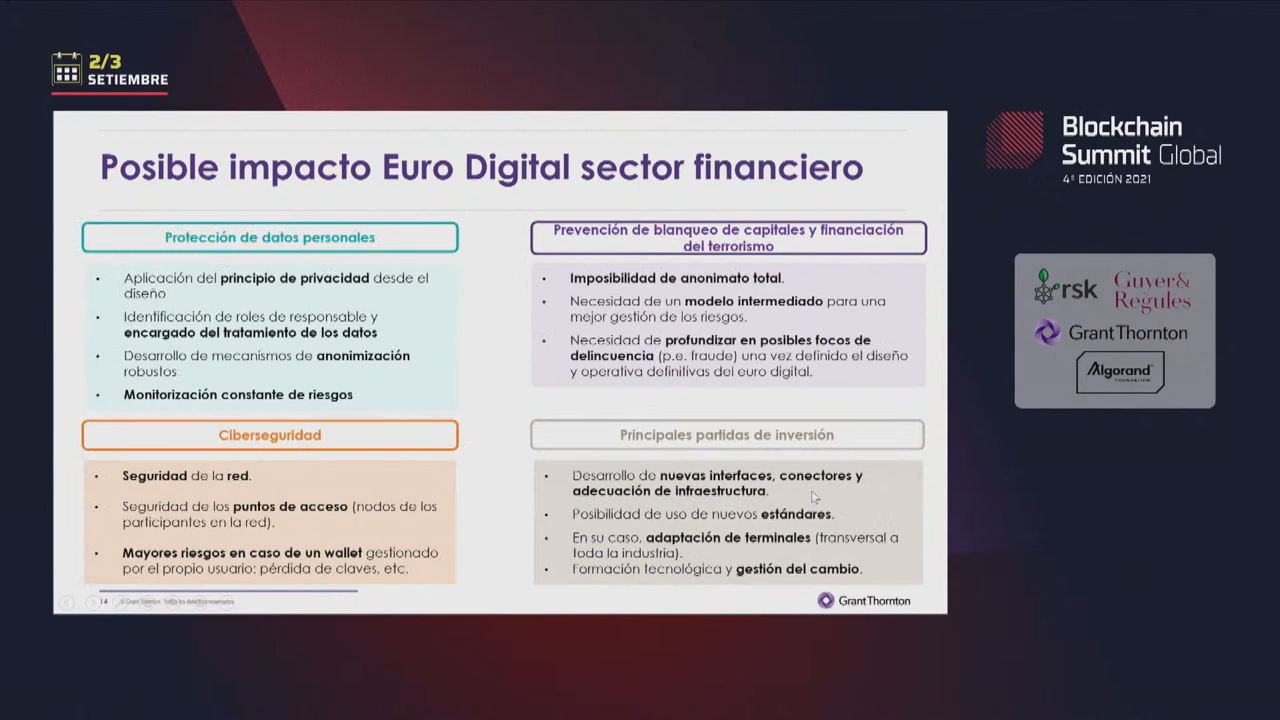 2/3
SETIEMBRE
Blockchain
Summit Global
4ª EDICIÓN 2021
rsk
Guyer&
Regules
GrantThornton
Algorand
FOUNDATION
Posible impacto Euro Digital sector financiero
Protección de datos personales
• Aplicación del principio de privacidad desde el
diseño
• Identificación de roles de responsable y
encargado del tratamiento de los datos
• Desarrollo de mecanismos de anonimización
robustos
• Monitorización constante de riesgos
Prevención de blanqueo de capitales y financiación
del terrorismo
• Imposibilidad de anonimato total.
• Necesidad de un modelo intermediado para una
mejor gestión de los riesgos.
• Necesidad de profundizar en posibles focos de
delincuencia (p.e. fraude) una vez definido el diseño
y operativa definitivas del euro digital.
Ciberseguridad
• Seguridad de la red.
• Seguridad de los puntos de acceso (nodos de los
participantes en la red).
• Mayores riesgos en caso de un wallet gestionado
por el propio usuario: pérdida de claves, etc.
Principales partidas de inversión
• Desarrollo de nuevas interfaces, conectores y
adecuación de infraestructura.
• Posibilidad de uso de nuevos estándares.
• En su caso, adaptación de terminales (transversal a
toda la industria).
• Formación tecnológica y gestión del cambio.
14 © Grant Thornton. Todos los derechos reservados.
GrantThornton